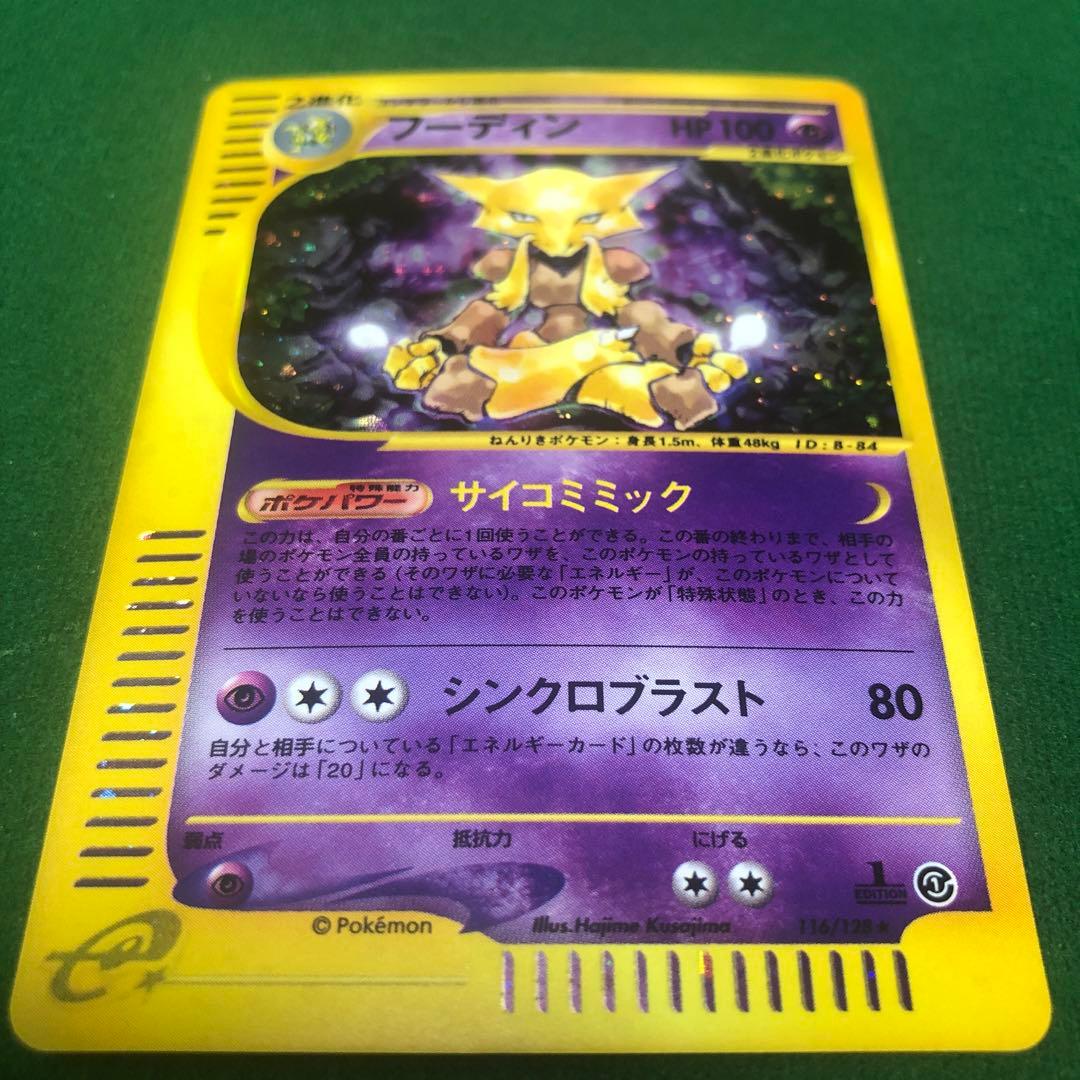 2進化
フーディン HP 100
2進化ポケモン
ねんりきポケモン：身長1.5m、体重48kg ID：B-84
特殊能力
ポケパワー サイコミミック
この力は、自分の番ごとに1回使うことができる。この番の終わりまで、相手の
場のポケモン全員の持っているワザを、このポケモンの持っているワザとして
使うことができる（そのワザに必要な「エネルギー」が、このポケモンについて
いないなら使うことはできない）。このポケモンが「特殊状態」のとき、この力
を使うことはできない。
シンクロブラスト 80
自分と相手についている「エネルギーカード」の枚数が違うなら、このワザの
ダメージは「20」になる。
弱点 抵抗力 にげる
1 EDITION 1
© Pokémon Illus. Hajime Kusajima 116/128 ★
e